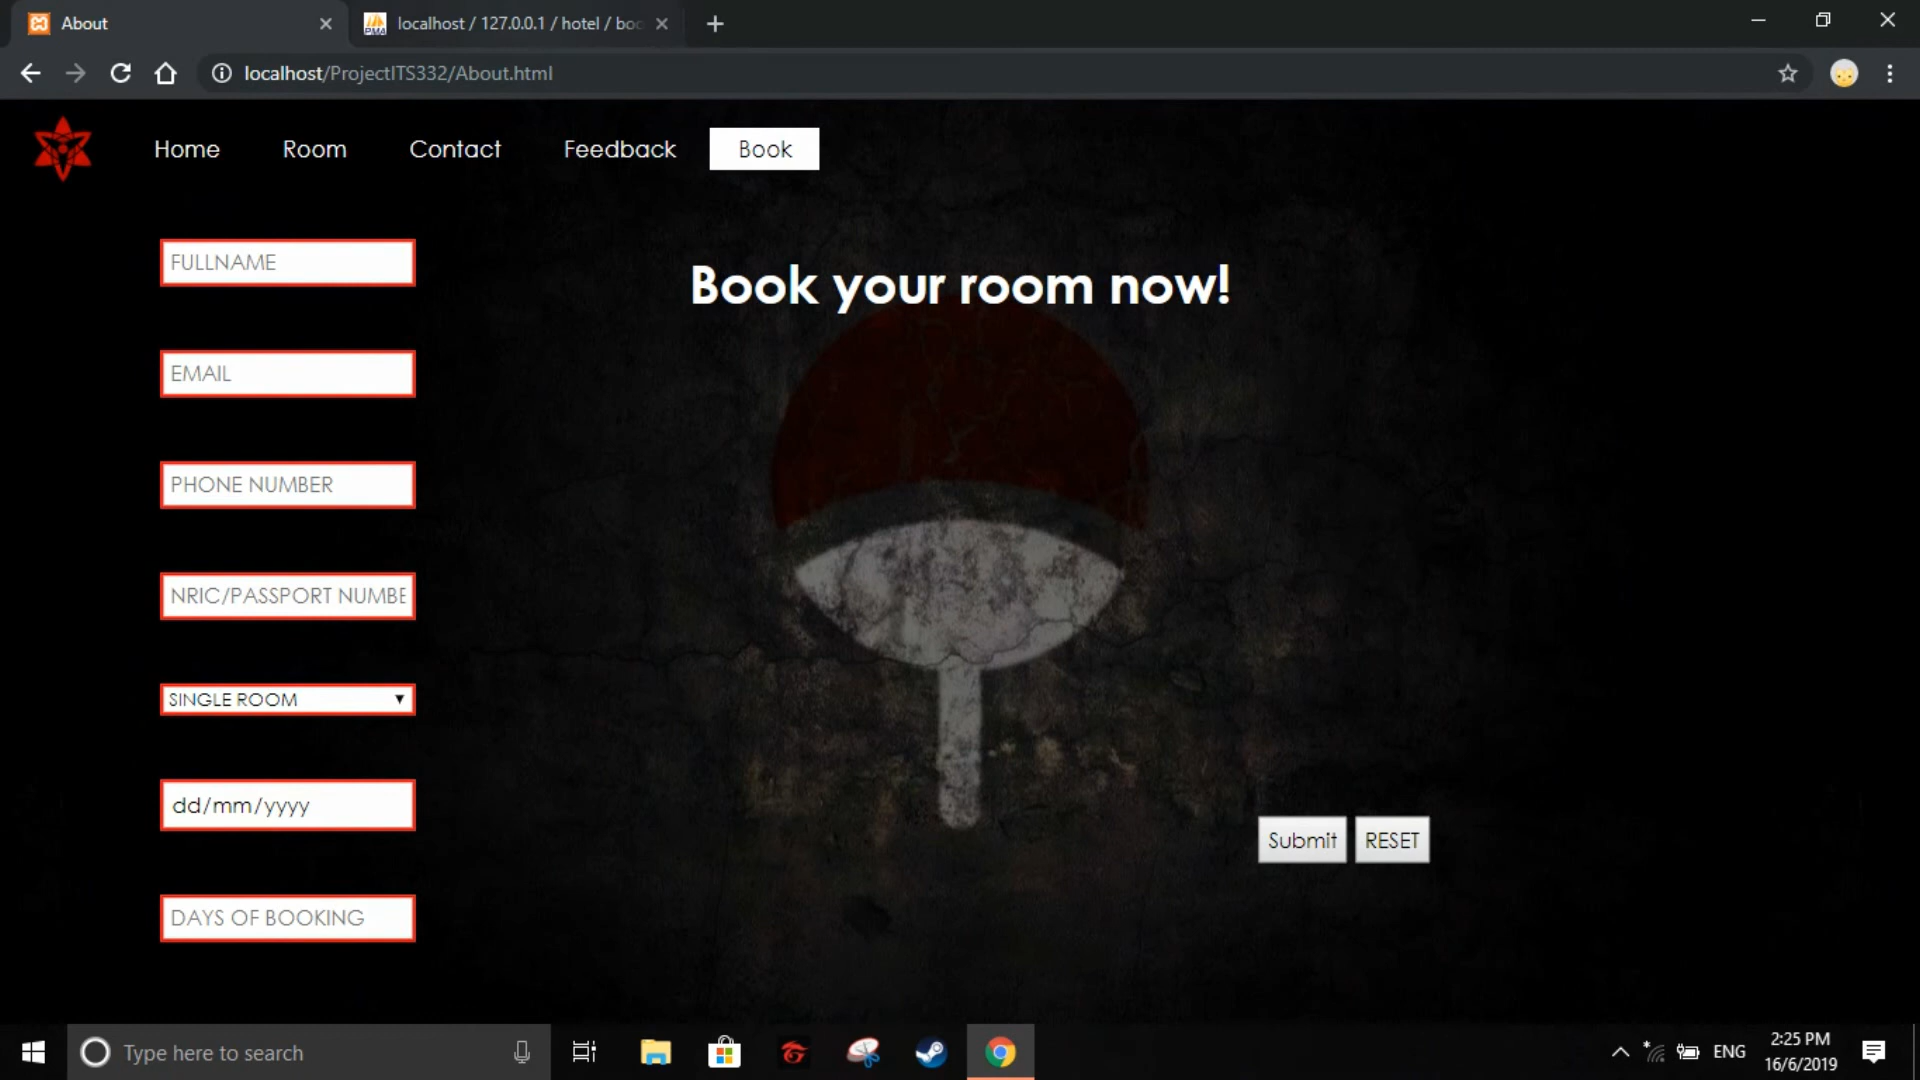 About
localhost / 127.0.0.1 / hotel / boo
localhost/ProjectITS332/About.html
Home Room Contact Feedback Book
FULLNAME
Book your room now!
EMAIL
PHONE NUMBER
NRIC/PASSPORT NUMBE
SINGLE ROOM
dd/mm/yyyy
Submit RESET
DAYS OF BOOKING
Type here to search
ENG
2:25 PM
16/6/2019